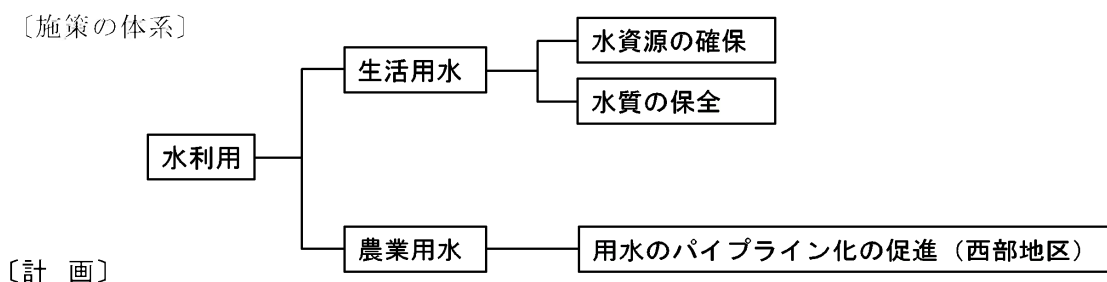 〔施策の体系〕
水資源の確保
生活用水
水質の保全
水利用
農業用水 用水のパイプライン化の促進（西部地区）
〔計　画〕